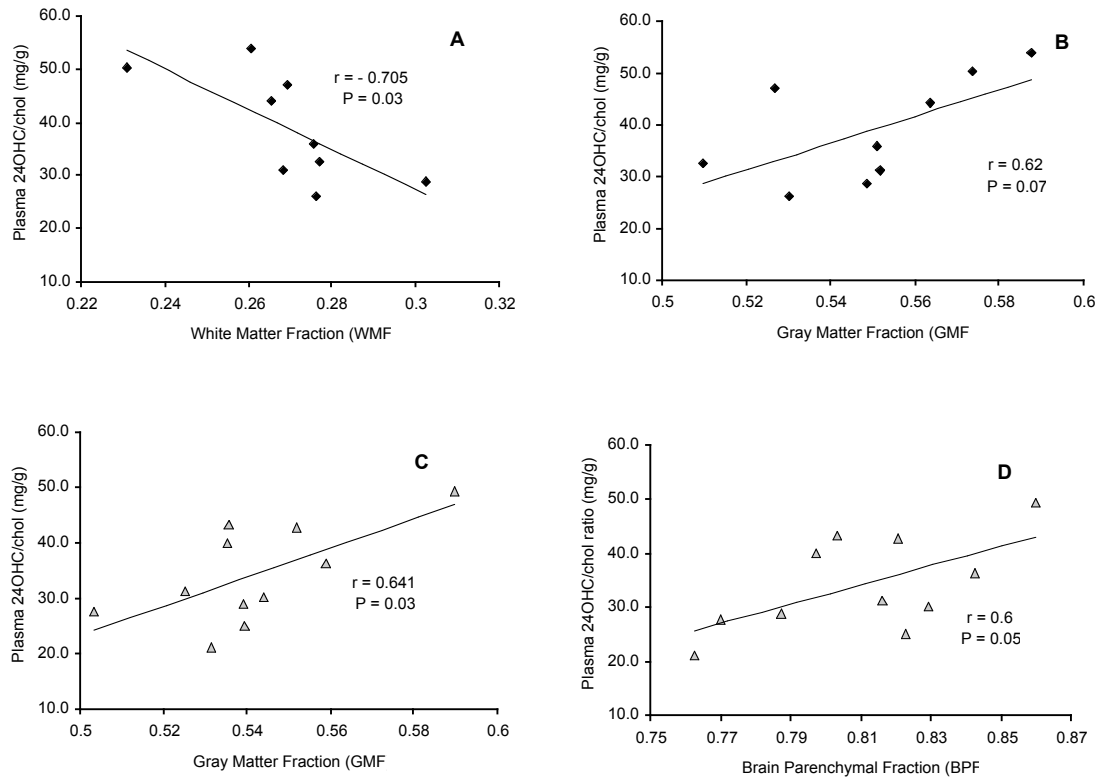 A
Plasma 24OHC/chol (mg/g)
60.0
50.0
40.0
30.0
20.0
10.0
r = - 0.705
P = 0.03
0.22
0.24
0.26
0.28
0.3
0.32
White Matter Fraction (WMF
B
Plasma 24OHC/chol (mg/g)
60.0
50.0
40.0
30.0
20.0
10.0
r = 0.62
P = 0.07
0.5
0.52
0.54
0.56
0.58
0.6
Gray Matter Fraction (GMF
C
Plasma 24OHC/chol (mg/g)
60.0
50.0
40.0
30.0
20.0
10.0
r = 0.641
P = 0.03
0.5
0.52
0.54
0.56
0.58
0.6
Gray Matter Fraction (GMF
D
Plasma 24OHC/chol ratio (mg/g)
60.0
50.0
40.0
30.0
20.0
10.0
r = 0.6
P = 0.05
0.75
0.77
0.79
0.81
0.83
0.85
0.87
Brain Parenchymal Fraction (BPF